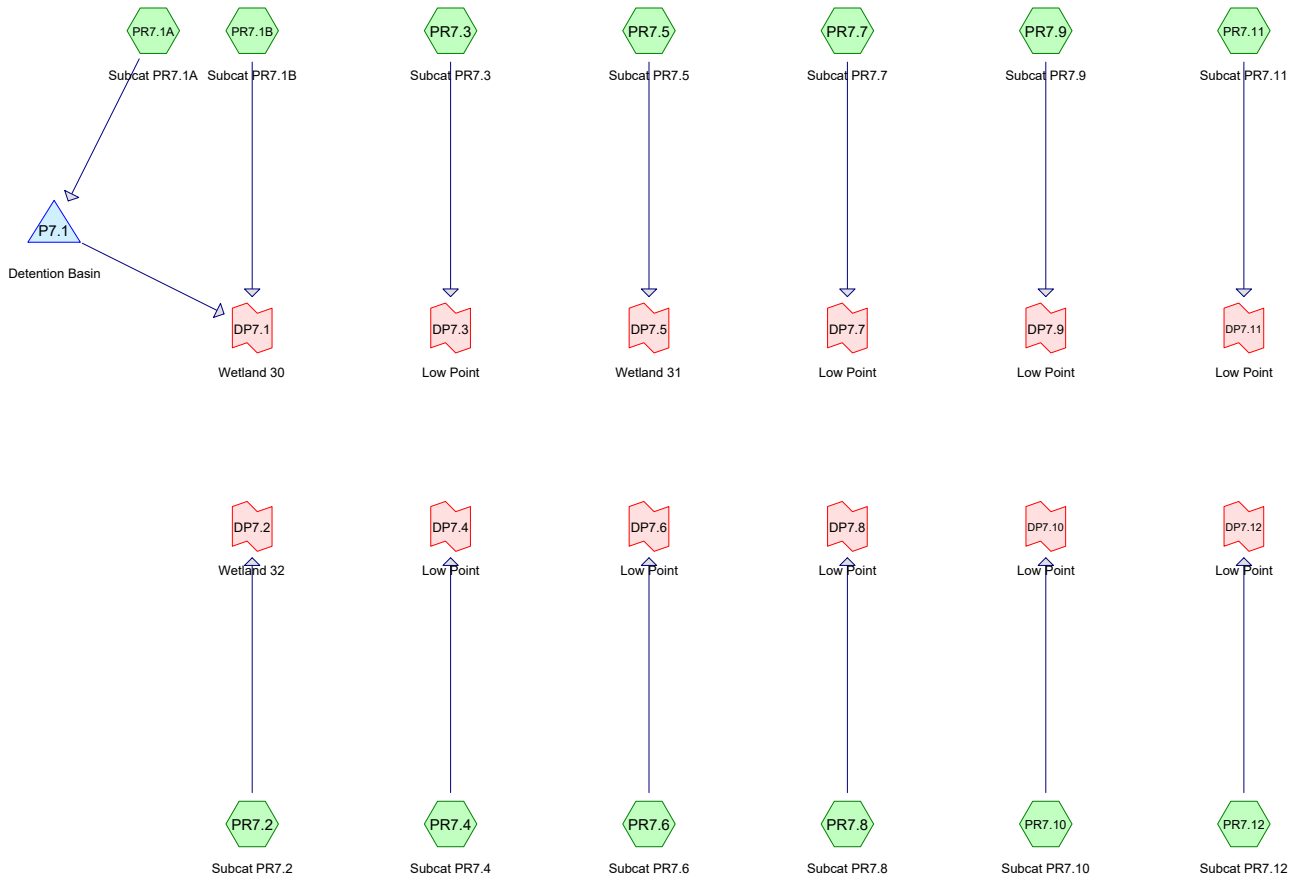 PR7.1A PR7.1B PR7.3 PR7.5 PR7.7 PR7.9 PR7.11
Subcat PR7.1A Subcat PR7.1B Subcat PR7.3 Subcat PR7.5 Subcat PR7.7 Subcat PR7.9 Subcat PR7.11
P7.1
Detention Basin
DP7.1 DP7.3 DP7.5 DP7.7 DP7.9 DP7.11
Wetland 30 Low Point Wetland 31 Low Point Low Point Low Point
DP7.2 DP7.4 DP7.6 DP7.8 DP7.10 DP7.12
Wetland 32 Low Point Low Point Low Point Low Point Low Point
PR7.2 PR7.4 PR7.6 PR7.8 PR7.10 PR7.12
Subcat PR7.2 Subcat PR7.4 Subcat PR7.6 Subcat PR7.8 Subcat PR7.10 Subcat PR7.12